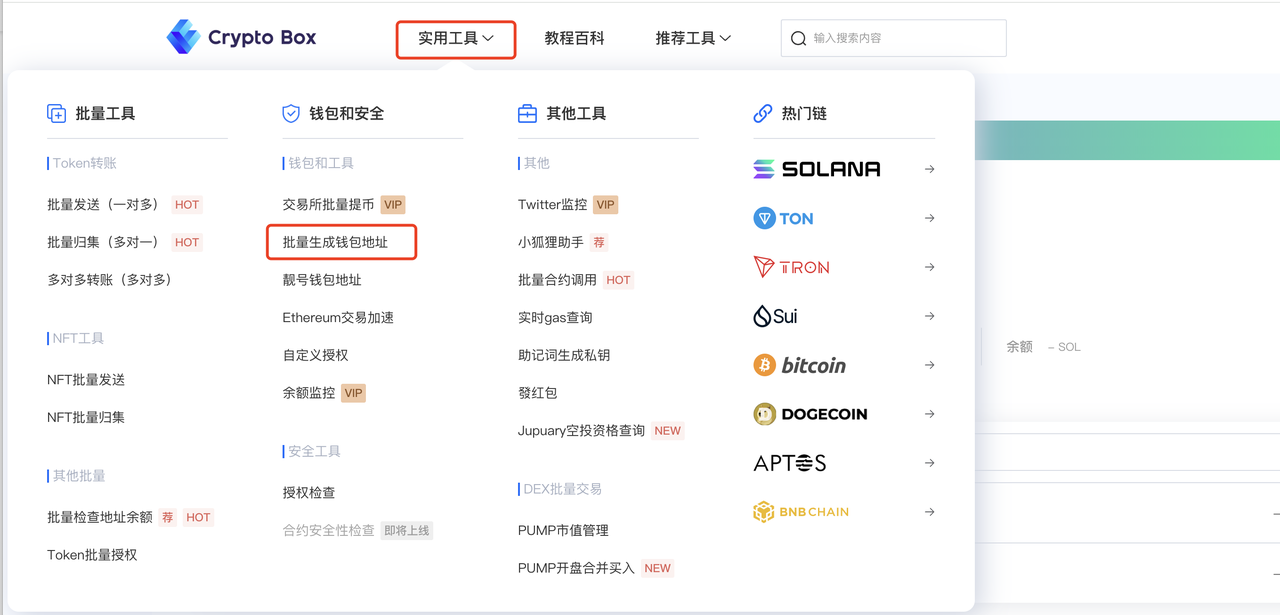 Crypto Box
实用工具
教程百科
推荐工具
输入搜索内容
批量工具
Token转账
批量发送（一对多） HOT
批量归集（多对一） HOT
多对多转账（多对多）
NFT工具
NFT批量发送
NFT批量归集
其他批量
批量检查地址余额 荐 HOT
Token批量授权
钱包和安全
钱包和工具
交易所批量提币 VIP
批量生成钱包地址
靓号钱包地址
Ethereum交易加速
自定义授权
余额监控 VIP
安全工具
授权检查
合约安全性检查 即将上线
其他工具
其他
Twitter监控 VIP
小狐狸助手 荐
批量合约调用 HOT
实时gas查询
助记词生成私钥
發红包
Jupuary空投资格查询 NEW
DEX批量交易
PUMP市值管理
PUMP开盘合并买入 NEW
热门链
SOLANA
TON
TRON
Sui
bitcoin
DOGECOIN
APTOS
BNB CHAIN
余额 – SOL